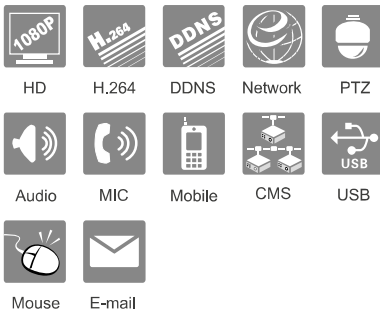 1080P H.264 DDNS
HD H.264 DDNS Network PTZ
USB
Audio MIC Mobile CMS USB
Mouse E-mail